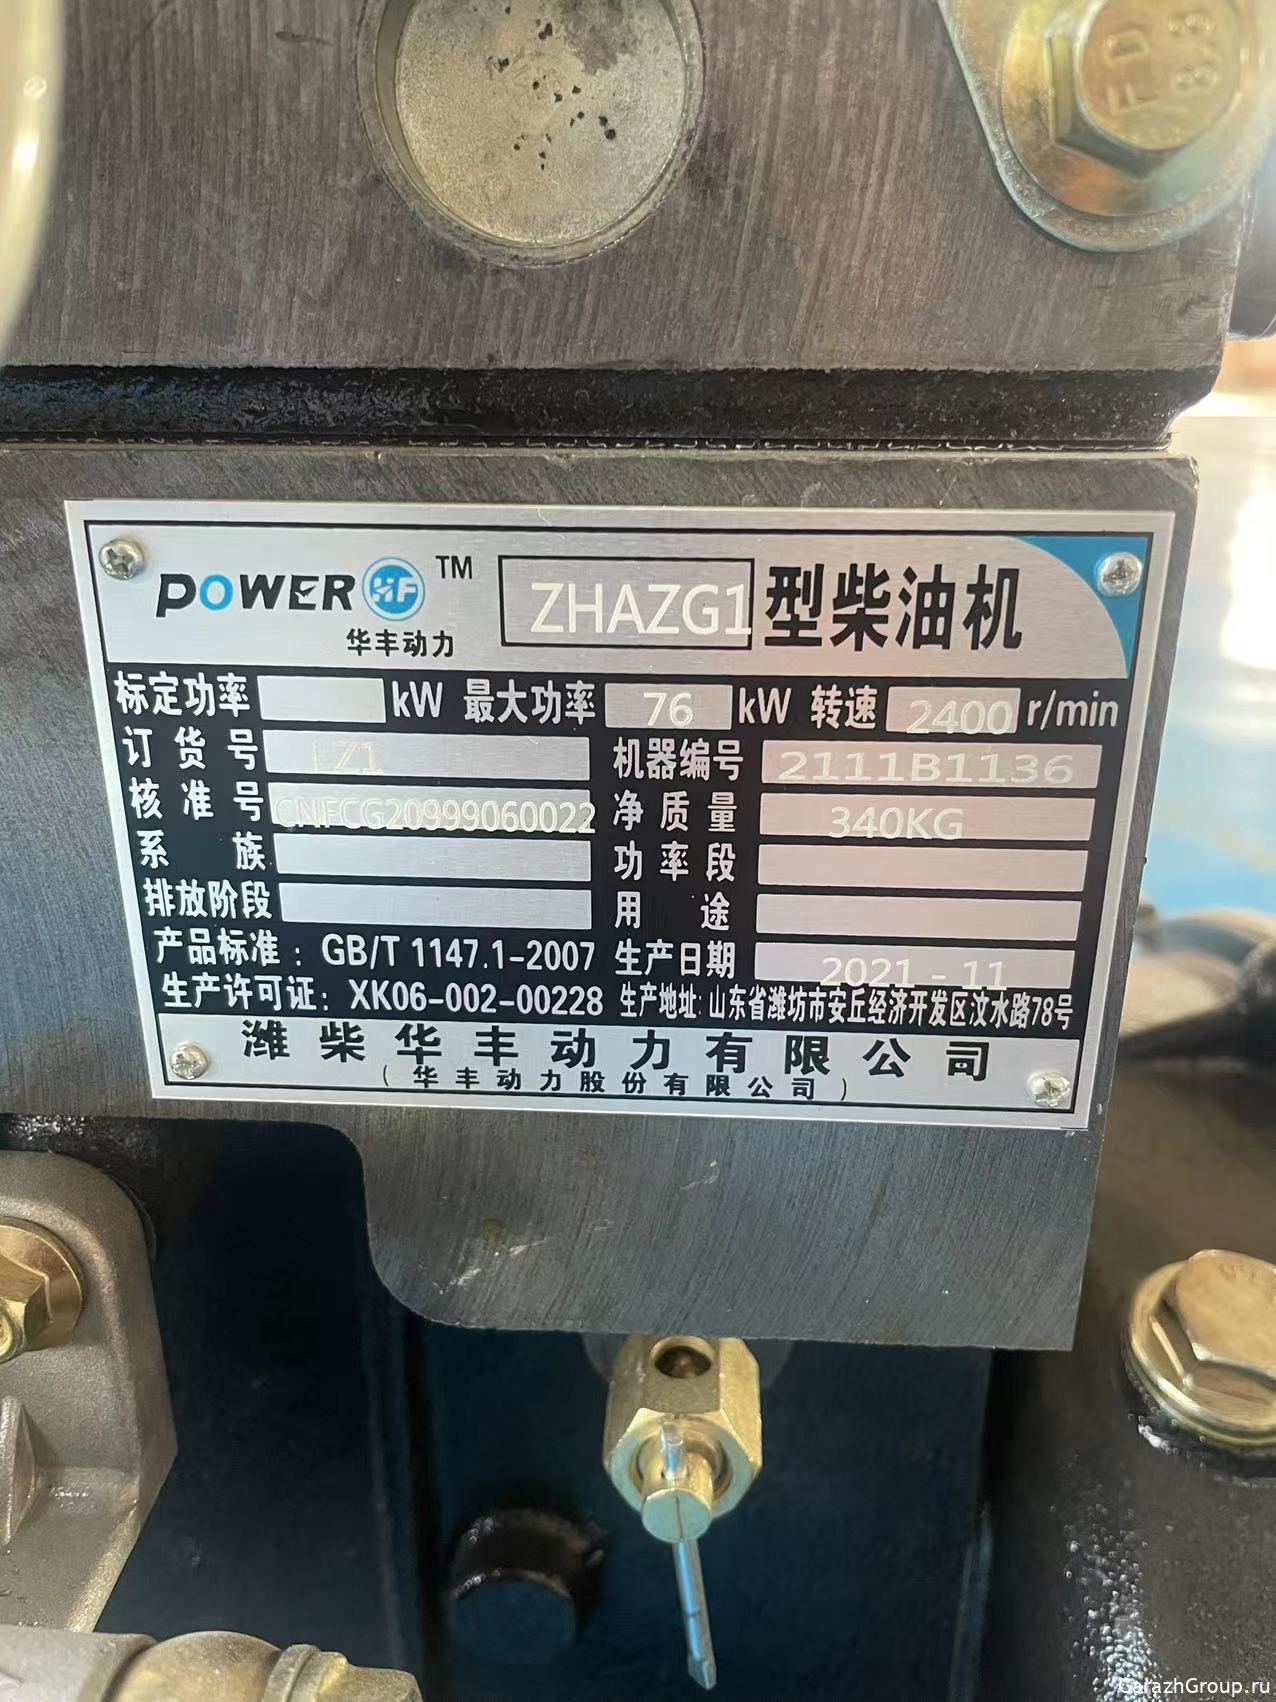 POWER HF TM ZHAZG1 型柴油机
华丰动力
标定功率 kW 最大功率 76 kW 转速 2400 r/min
订货号 LZ1 机器编号 2111B1136
核准号 CNFCG20999060022 净质量 340KG
系族 功率段
排放阶段 用途
产品标准：GB/T 1147.1-2007 生产日期 2021-11
生产许可证：XK06-002-00228 生产地址：山东省潍坊市安丘经济开发区汶水路78号
潍柴华丰动力有限公司
（华丰动力股份有限公司）
FD
8.8
GarazhGroup.ru